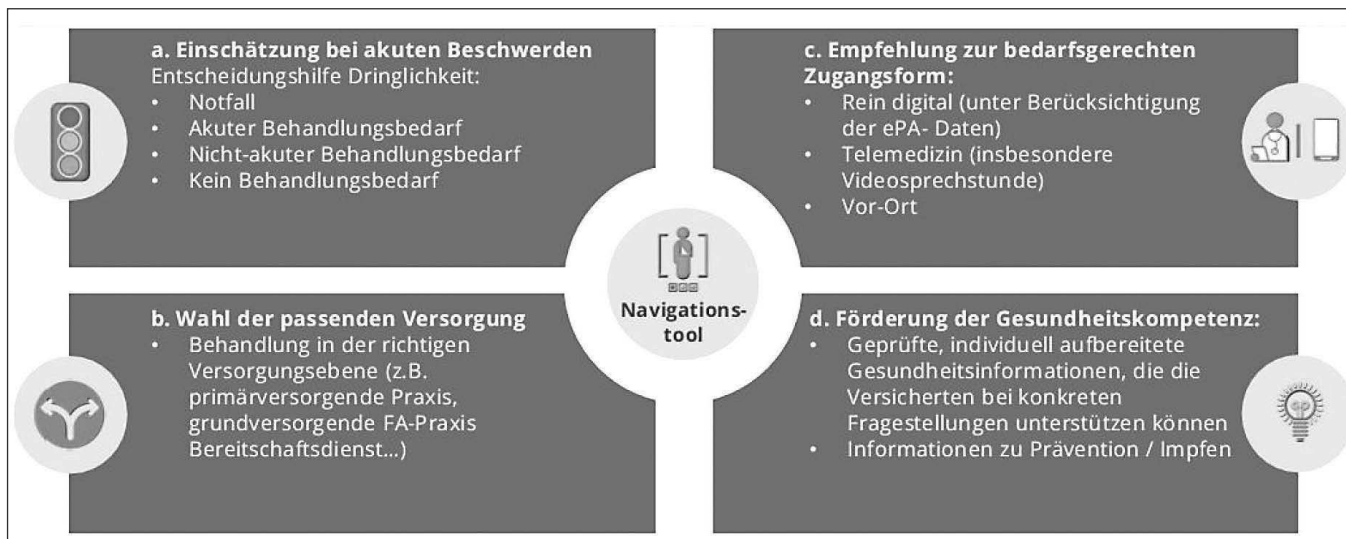 a. Einschätzung bei akuten Beschwerden
Entscheidungshilfe Dringlichkeit:
• Notfall
• Akuter Behandlungsbedarf
• Nicht-akuter Behandlungsbedarf
• Kein Behandlungsbedarf
b. Wahl der passenden Versorgung
• Behandlung in der richtigen
Versorgungsebene (z.B.
primärversorgende Praxis,
grundversorgende FA-Praxis
Bereitschaftsdienst...)
Navigations-
tool
c. Empfehlung zur bedarfsgerechten
Zugangsform:
• Rein digital (unter Berücksichtigung
der ePA- Daten)
• Telemedizin (insbesondere
Videosprechstunde)
• Vor-Ort
d. Förderung der Gesundheitskompetenz:
• Geprüfte, individuell aufbereitete
Gesundheitsinformationen, die die
Versicherten bei konkreten
Fragestellungen unterstützen können
• Informationen zu Prävention / Impfen